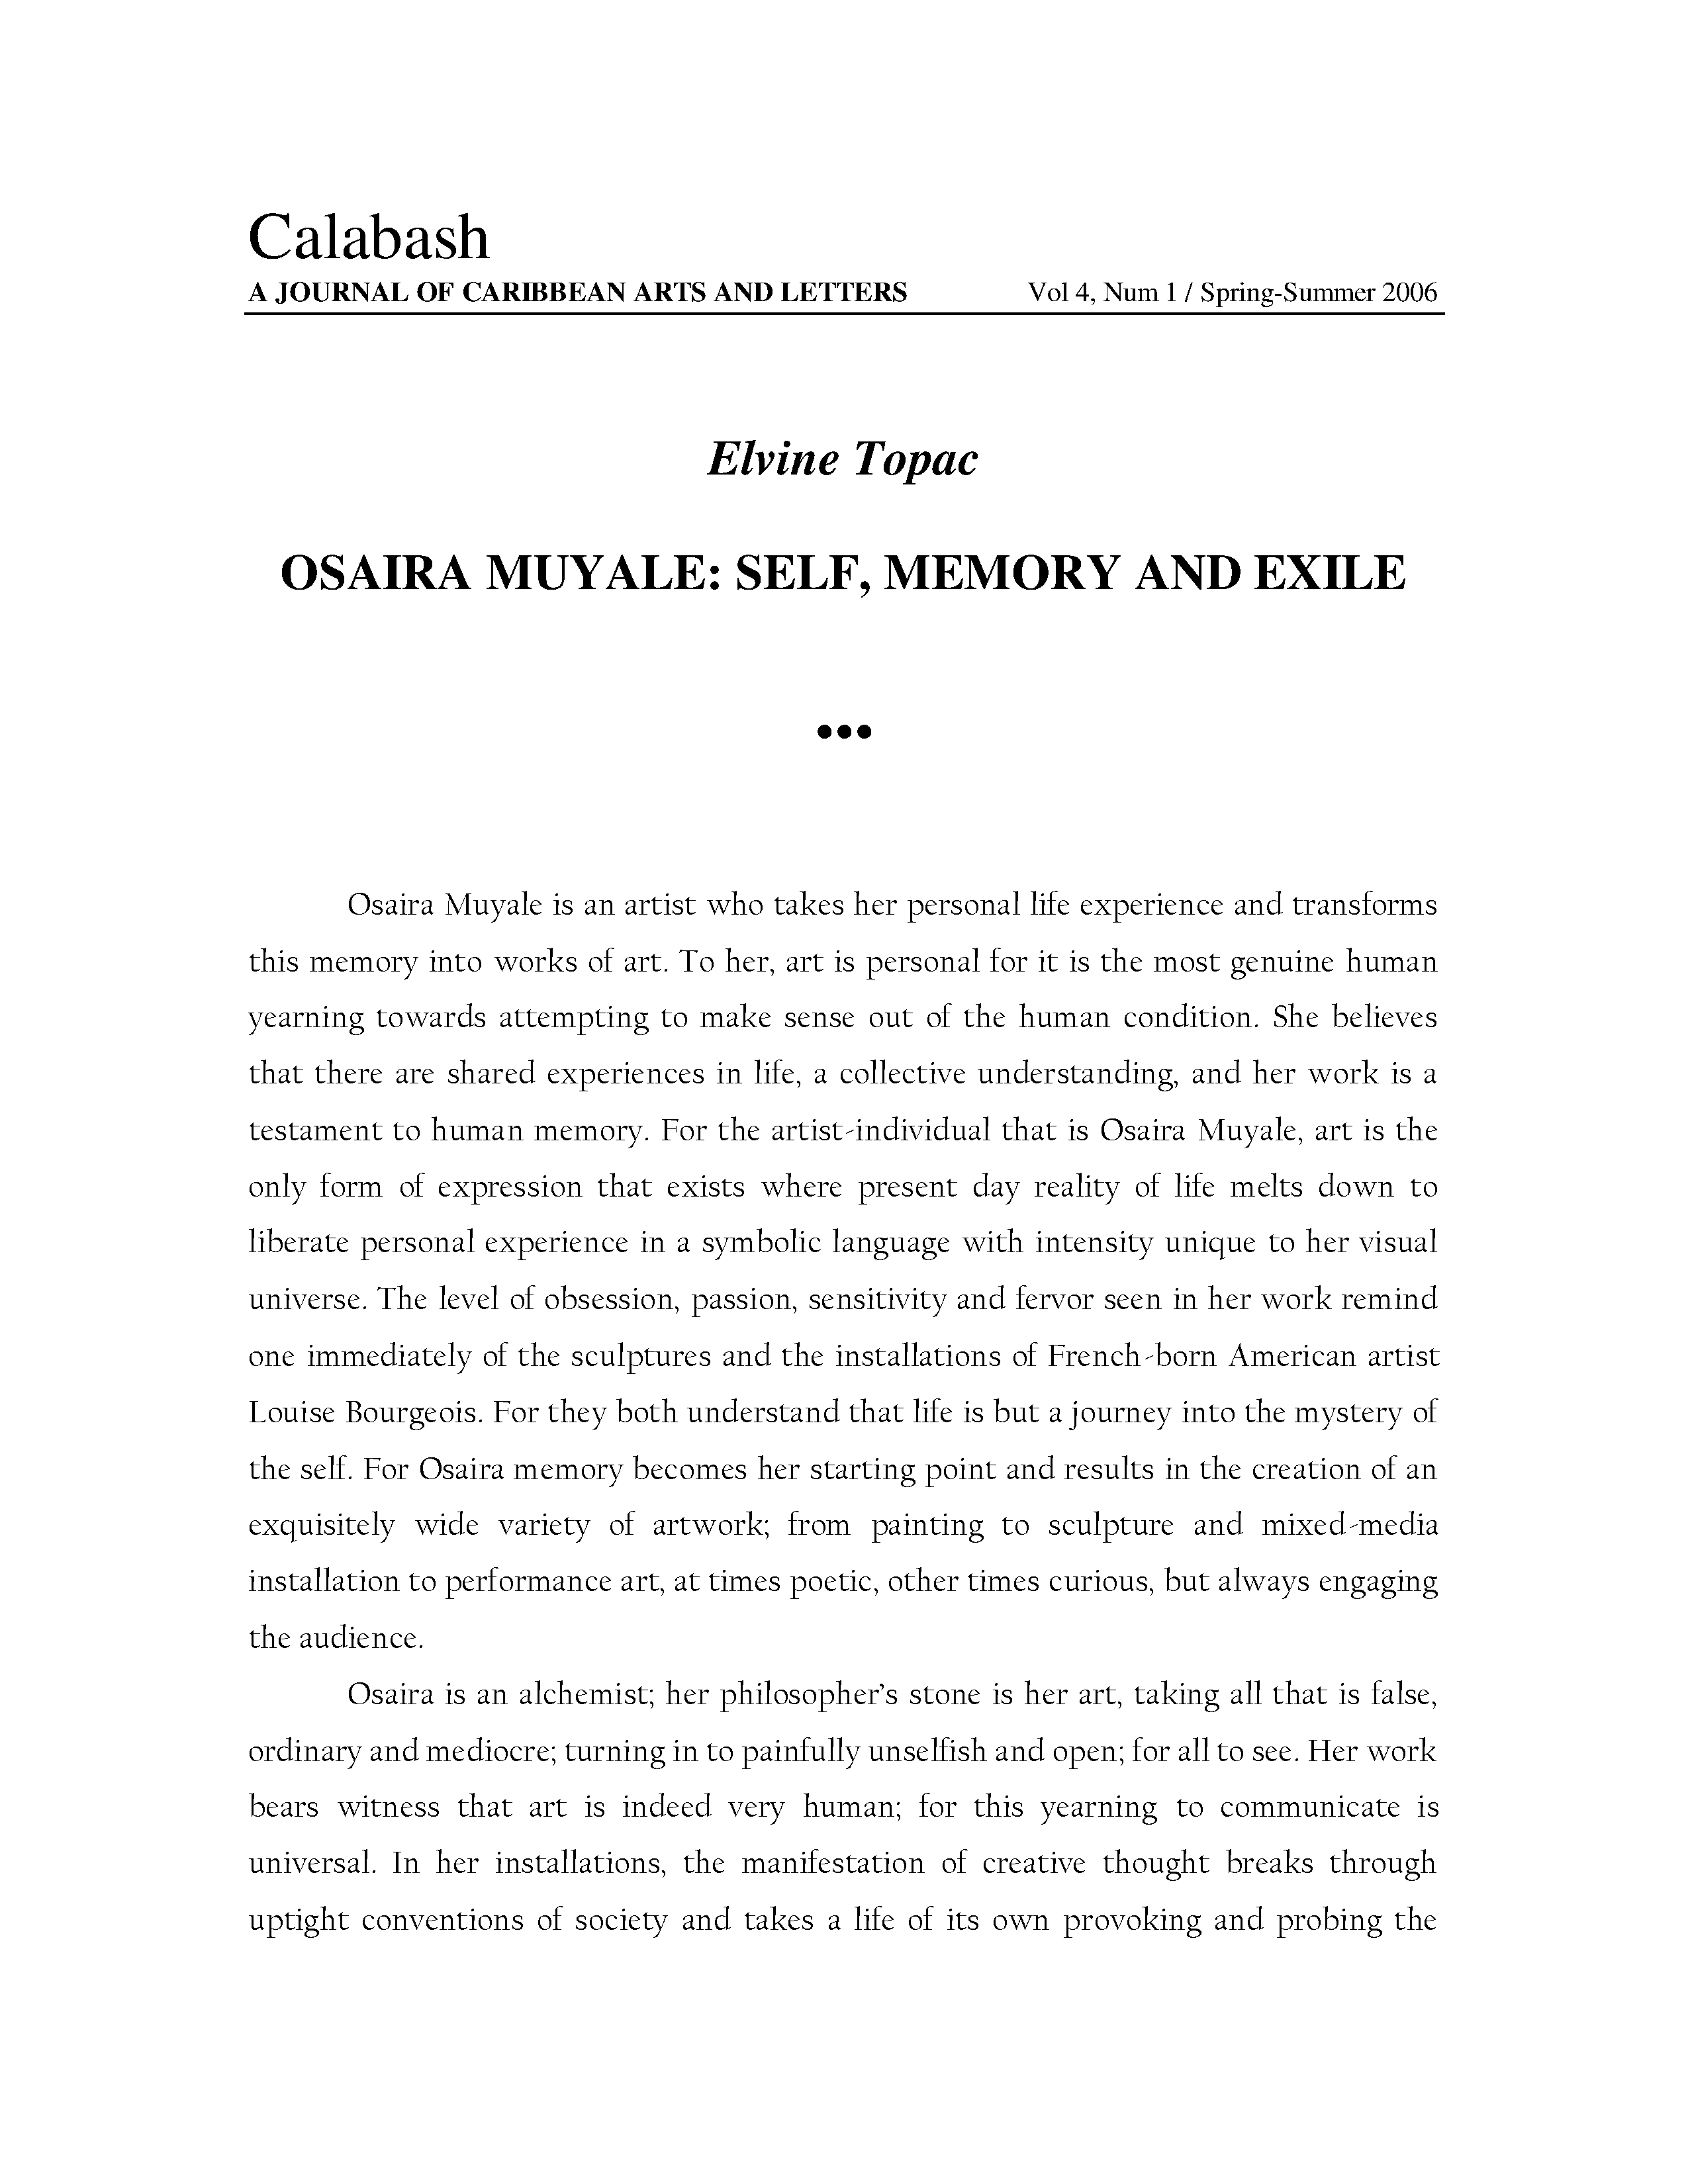 Calabash
A JOURNAL OF CARIBBEAN ARTS AND LETTERS Vol 4, Num 1 / Spring-Summer 2006
Elvine Topac
OSAIRA MUYALE: SELF, MEMORY AND EXILE
●●●
Osaira Muyale is an artist who takes her personal life experience and transforms
this memory into works of art. To her, art is personal for it is the most genuine human
yearning towards attempting to make sense out of the human condition. She believes
that there are shared experiences in life, a collective understanding, and her work is a
testament to human memory. For the artist-individual that is Osaira Muyale, art is the
only form of expression that exists where present day reality of life melts down to
liberate personal experience in a symbolic language with intensity unique to her visual
universe. The level of obsession, passion, sensitivity and fervor seen in her work remind
one immediately of the sculptures and the installations of French-born American artist
Louise Bourgeois. For they both understand that life is but a journey into the mystery of
the self. For Osaira memory becomes her starting point and results in the creation of an
exquisitely wide variety of artwork; from painting to sculpture and mixed-media
installation to performance art, at times poetic, other times curious, but always engaging
the audience.
Osaira is an alchemist; her philosopher's stone is her art, taking all that is false,
ordinary and mediocre; turning in to painfully unselfish and open; for all to see. Her work
bears witness that art is indeed very human; for this yearning to communicate is
universal. In her installations, the manifestation of creative thought breaks through
uptight conventions of society and takes a life of its own provoking and probing the